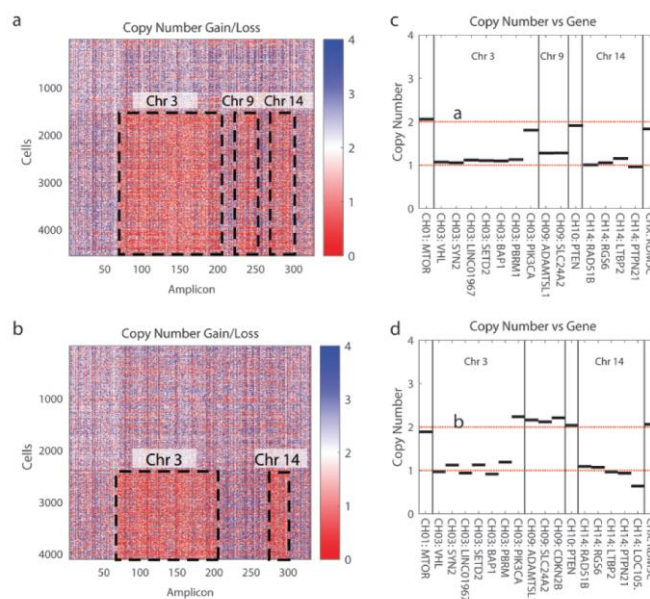 a
Copy Number Gain/Loss
Chr 3
Chr 9
Chr 14
1000
2000
3000
4000
Cells
50
100
150
200
250
300
Amplicon
4
3
2
1
0
c
Copy Number vs Gene
Chr 3
Chr 9
Chr 14
a
4
3
2
1
0
Copy Number
CH01: MTOR
CH03: VHL
CH03: SYN2
CH03: LINC01967
CH03: SETD2
CH03: BAP1
CH03: PBRM1
CH03: PIK3CA
CH09: ADAMTSL1
CH09: SLC24A2
CH10: PTEN
CH14: RAD51B
CH14: RGS6
CH14: LTBP2
CH14: PTPN21
b
Copy Number Gain/Loss
Chr 3
Chr 14
1000
2000
3000
4000
Cells
50
100
150
200
250
300
Amplicon
4
3
2
1
0
d
Copy Number vs Gene
Chr 3
Chr 14
b
4
3
2
1
0
Copy Number
CH01: MTOR
CH03: VHL
CH03: SYN2
CH03: LINC01967
CH03: SETD2
CH03: BAP1
CH03: PBRM
CH03: PIK3CA
CH09: ADAMTSL
CH09: SLC24A2
CH09: CDKN2B
CH10: PTEN
CH14: RAD51B
CH14: RGS6
CH14: LTBP2
CH14: PTPN21
CH14: LOC105.